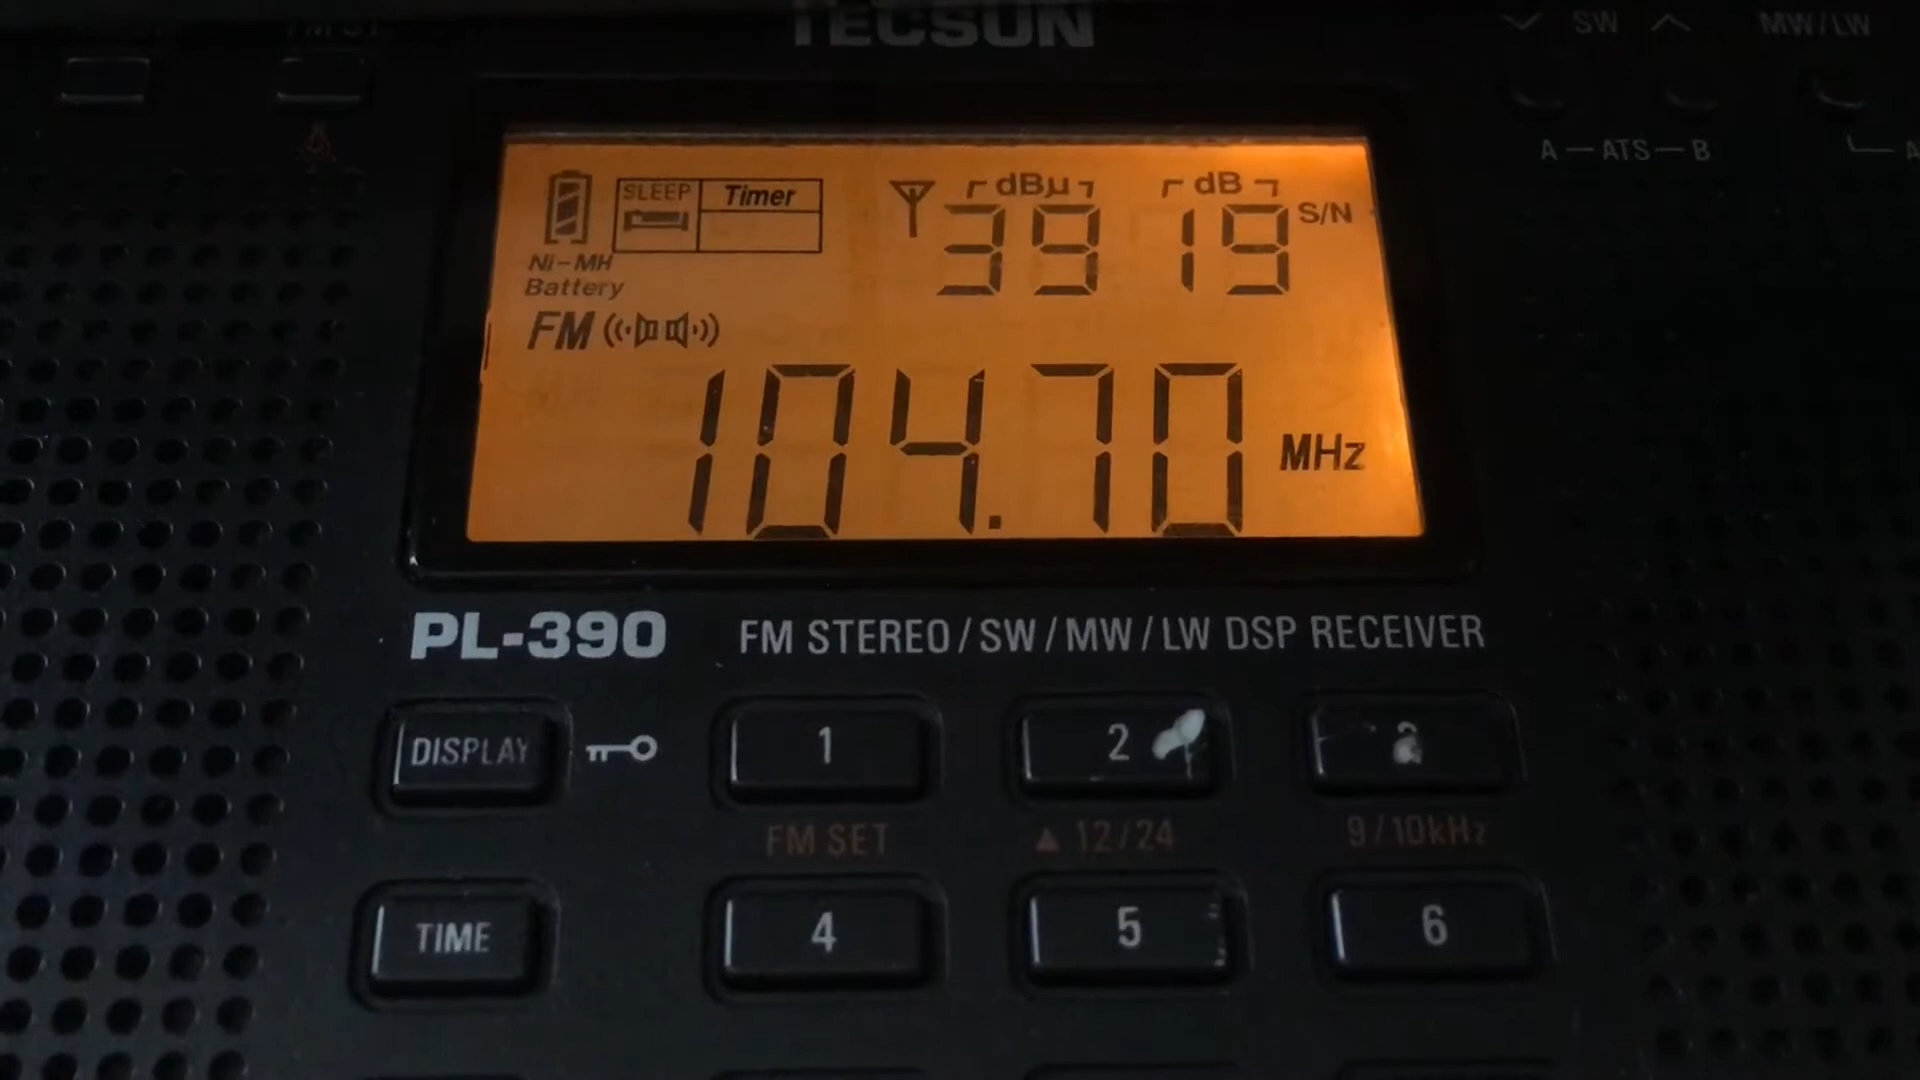 TECSUN
SW
MW/LW
A — ATS — B
SLEEP Timer
dBµ dB
39 19 S/N
Ni-MH
Battery
FM
104.70 MHz
PL-390 FM STEREO/SW/MW/LW DSP RECEIVER
DISPLAY 1 2
FM SET 12/24 9/10kHz
TIME 4 5 6